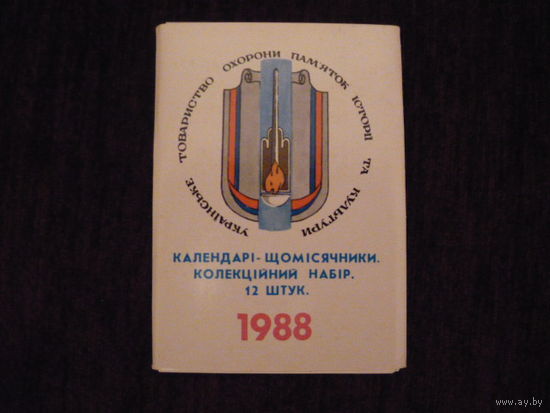 УКРАЇНСЬКЕ ТОВАРИСТВО ОХОРОНИ ПАМ'ЯТОК ІСТОРІЇ ТА КУЛЬТУРИ
КАЛЕНДАРІ-ЩОМІСЯЧНИКИ.
КОЛЕКЦІЙНИЙ НАБІР.
12 ШТУК.
1988
www.ay.by